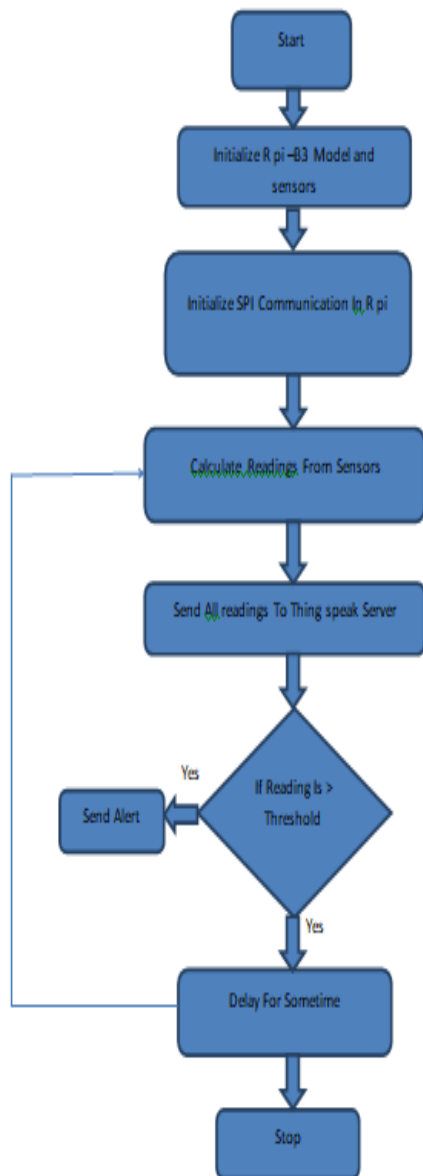 Start
Initialize R pi –B3 Model and
sensors
Initialize SPI Communication In R pi
Calculate Readings From Sensors
Send All readings To Thing speak Server
If Reading Is >
Threshold
Yes
Send Alert
Yes
Delay For Sometime
Stop